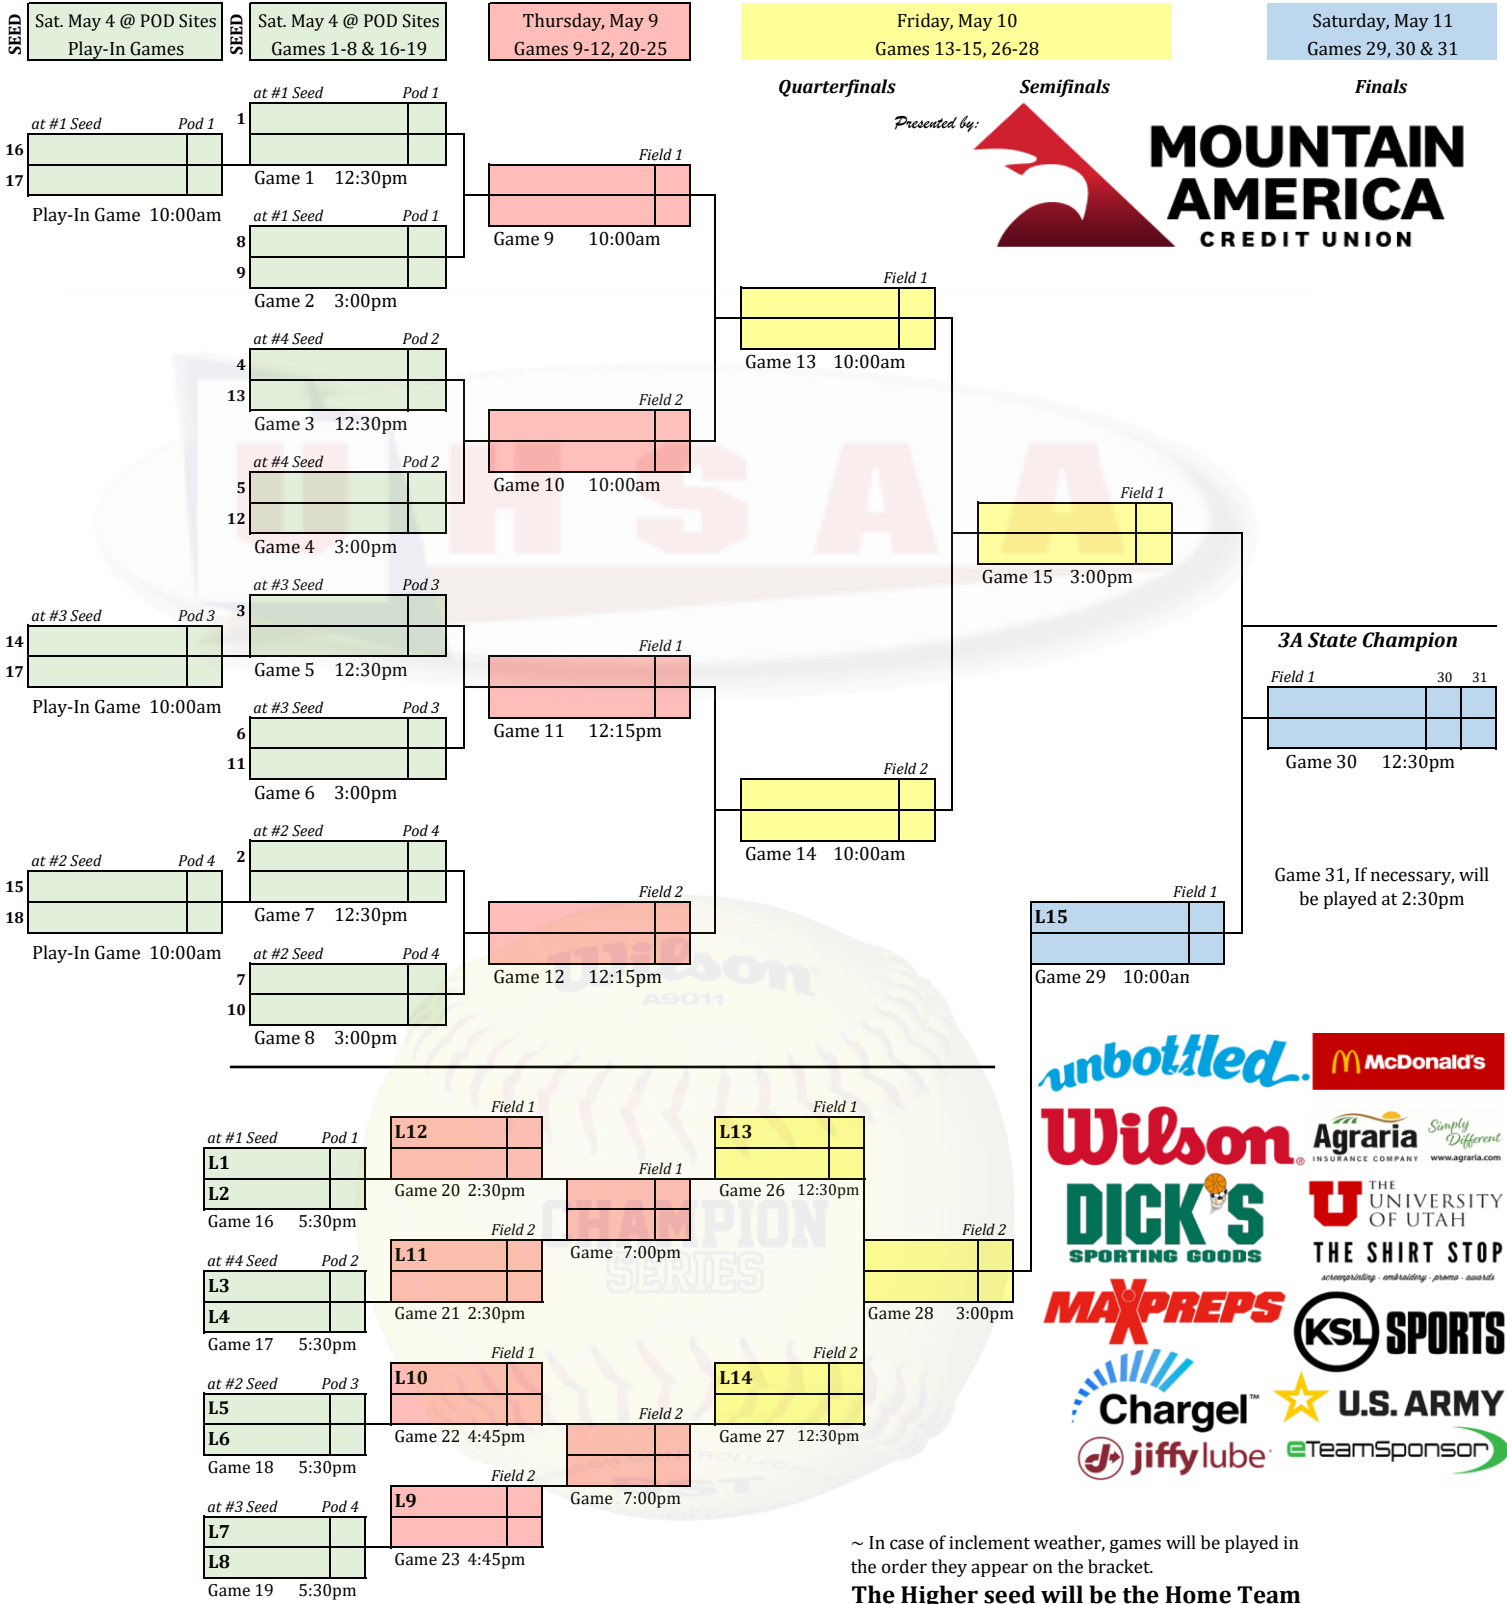 SEED
Sat. May 4 @ POD Sites
Play-In Games
SEED
Sat. May 4 @ POD Sites
Games 1-8 & 16-19
Thursday, May 9
Games 9-12, 20-25
Friday, May 10
Games 13-15, 26-28
Saturday, May 11
Games 29, 30 & 31
Quarterfinals
Semifinals
Finals
Presented by:
MOUNTAIN
AMERICA
CREDIT UNION
at #1 Seed Pod 1
16
17
Play-In Game 10:00am
at #1 Seed Pod 1
1
Game 1 12:30pm
at #1 Seed Pod 1
8
9
Game 2 3:00pm
at #4 Seed Pod 2
4
13
Game 3 12:30pm
at #4 Seed Pod 2
5
12
Game 4 3:00pm
at #3 Seed Pod 3
14
17
Play-In Game 10:00am
at #3 Seed Pod 3
3
Game 5 12:30pm
at #3 Seed Pod 3
6
11
Game 6 3:00pm
at #2 Seed Pod 4
15
18
Play-In Game 10:00am
at #2 Seed Pod 4
2
Game 7 12:30pm
at #2 Seed Pod 4
7
10
Game 8 3:00pm
Field 1
Game 9 10:00am
Field 2
Game 10 10:00am
Field 1
Game 11 12:15pm
Field 2
Game 12 12:15pm
Field 1
Game 13 10:00am
Field 2
Game 14 10:00am
Field 1
Game 15 3:00pm
3A State Champion
Field 1 30 31
Game 30 12:30pm
Game 31, If necessary, will
be played at 2:30pm
Field 1
L15
Game 29 10:00an
UHSAA
Wilson
A9011
CHAMPION
SERIES
at #1 Seed Pod 1
L1
L2
Game 16 5:30pm
at #4 Seed Pod 2
L3
L4
Game 17 5:30pm
at #2 Seed Pod 3
L5
L6
Game 18 5:30pm
at #3 Seed Pod 4
L7
L8
Game 19 5:30pm
Field 1
L12
Game 20 2:30pm
Field 2
L11
Game 21 2:30pm
Field 1
L10
Game 22 4:45pm
Field 2
L9
Game 23 4:45pm
Field 1
Game 7:00pm
Field 2
Game 7:00pm
Field 1
L13
Game 26 12:30pm
Field 2
L14
Game 27 12:30pm
Field 2
Game 28 3:00pm
unbottled.
McDonald's
Wilson
Agraria
INSURANCE COMPANY
Simply
Different
www.agraria.com
DICK'S
SPORTING GOODS
U THE
UNIVERSITY
OF UTAH
THE SHIRT STOP
screenprinting - embroidery - promo - awards
MAXPREPS
KSL SPORTS
Chargel™
U.S. ARMY
jiffy lube
eTeamSponsor
~ In case of inclement weather, games will be played in
the order they appear on the bracket.
The Higher seed will be the Home Team